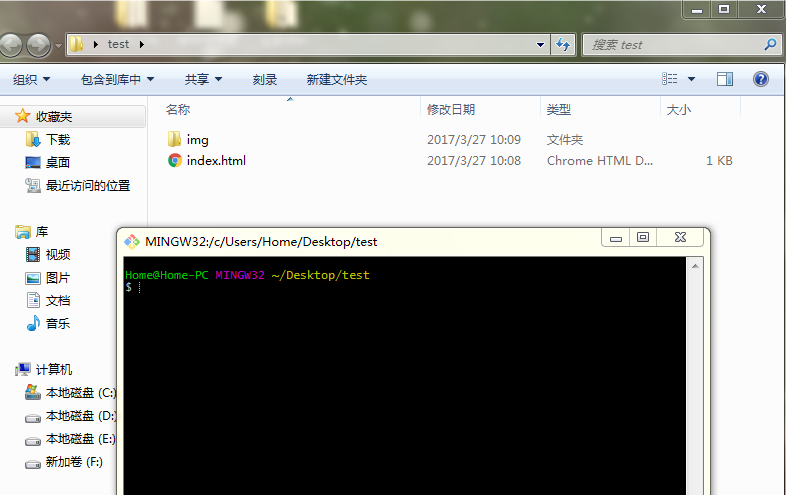 test
搜索 test
组织 包含到库中 共享 刻录 新建文件夹
收藏夹
下载
桌面
最近访问的位置
库
视频
图片
文档
音乐
计算机
本地磁盘 (C:)
本地磁盘 (D:)
本地磁盘 (E:)
新加卷 (F:)
名称 修改日期 类型 大小
img 2017/3/27 10:09 文件夹
index.html 2017/3/27 10:08 Chrome HTML D... 1 KB
MINGW32:/c/Users/Home/Desktop/test
Home@Home-PC MINGW32 ~/Desktop/test
$